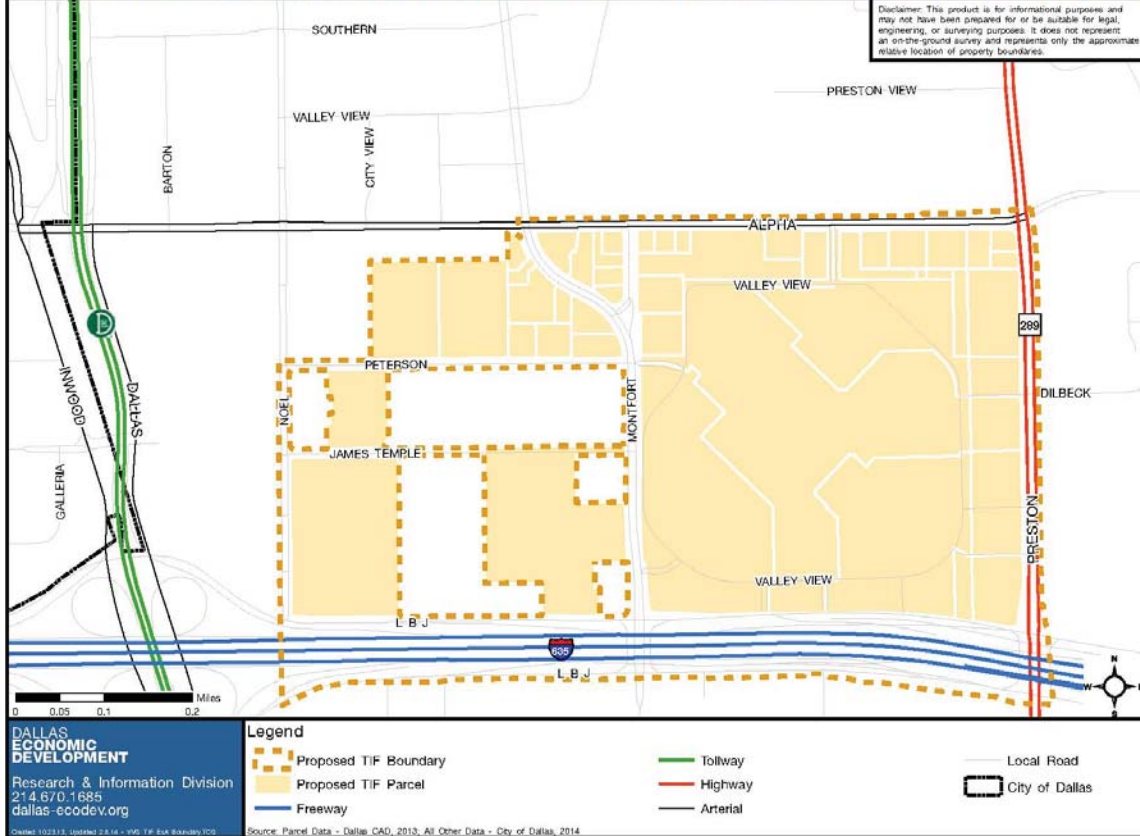 Disclaimer: This product is for informational purposes and
may not have been prepared for or be suitable for legal,
engineering, or surveying purposes. It does not represent
an on-the-ground survey and represents only the approximate
relative location of property boundaries.
SOUTHERN
PRESTON VIEW
VALLEY VIEW
CITY VIEW
BARTON
ALPHA
VALLEY VIEW
289
PETERSON
DILBECK
INWOOD
DALLAS
NOEL
MONTFORT
JAMES TEMPLE
GALLERIA
PRESTON
VALLEY VIEW
L B J
635
L B J
N
W
S
Miles
0 0.05 0.1 0.2
DALLAS
ECONOMIC
DEVELOPMENT
Research & Information Division
214.670.1685
dallas-ecodev.org
Legend
Proposed TIF Boundary
Proposed TIF Parcel
Freeway
Tollway
Highway
Arterial
Local Road
City of Dallas
Source: Parcel Data - Dallas CAD, 2013; All Other Data - City of Dallas, 2014